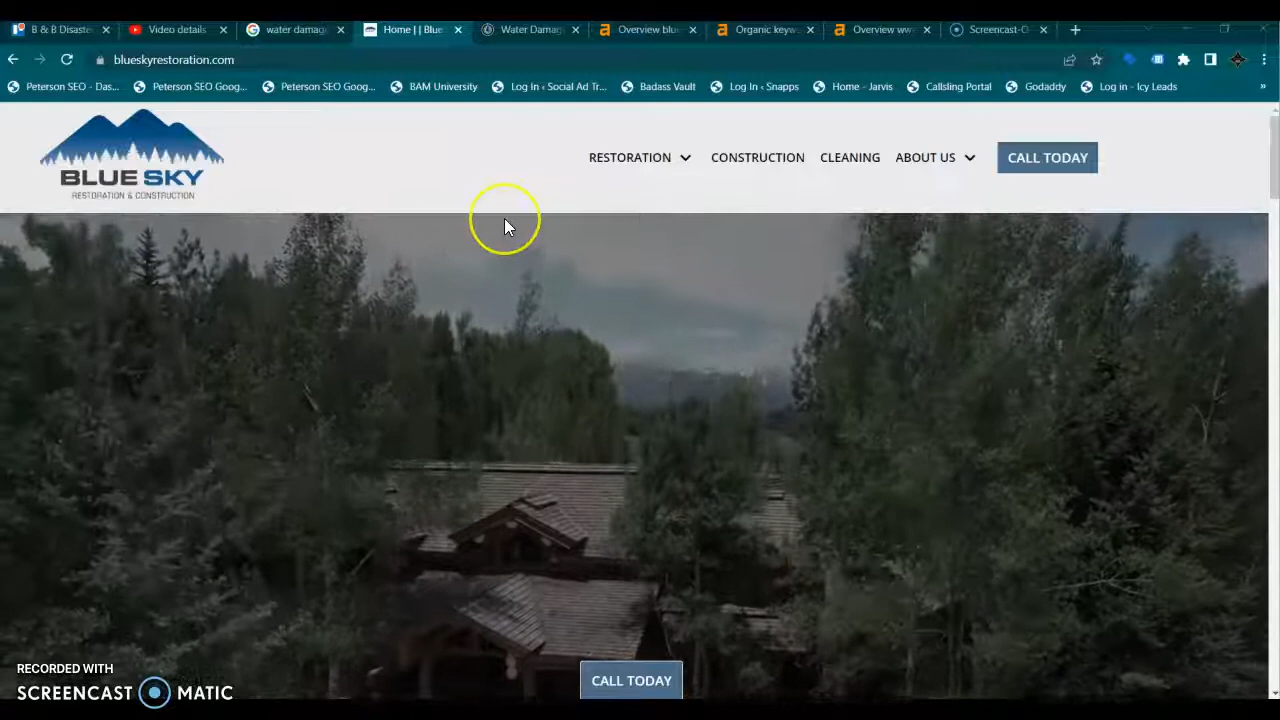 B & B Disaste
Video details
water damag
Home | | Blue
Water Damag
Overview blue
Organic keyw
Overview ww
Screencast-O
blueskyrestoration.com
Peterson SEO - Das...
Peterson SEO Goog...
Peterson SEO Goog...
BAM University
Log In ‹ Social Ad Tr...
Badass Vault
Log In ‹ Snapps
Home - Jarvis
Callsling Portal
Godaddy
Log in - Icy Leads
»
BLUE SKY
RESTORATION & CONSTRUCTION
RESTORATION
CONSTRUCTION
CLEANING
ABOUT US
CALL TODAY
CALL TODAY
RECORDED WITH
SCREENCAST MATIC